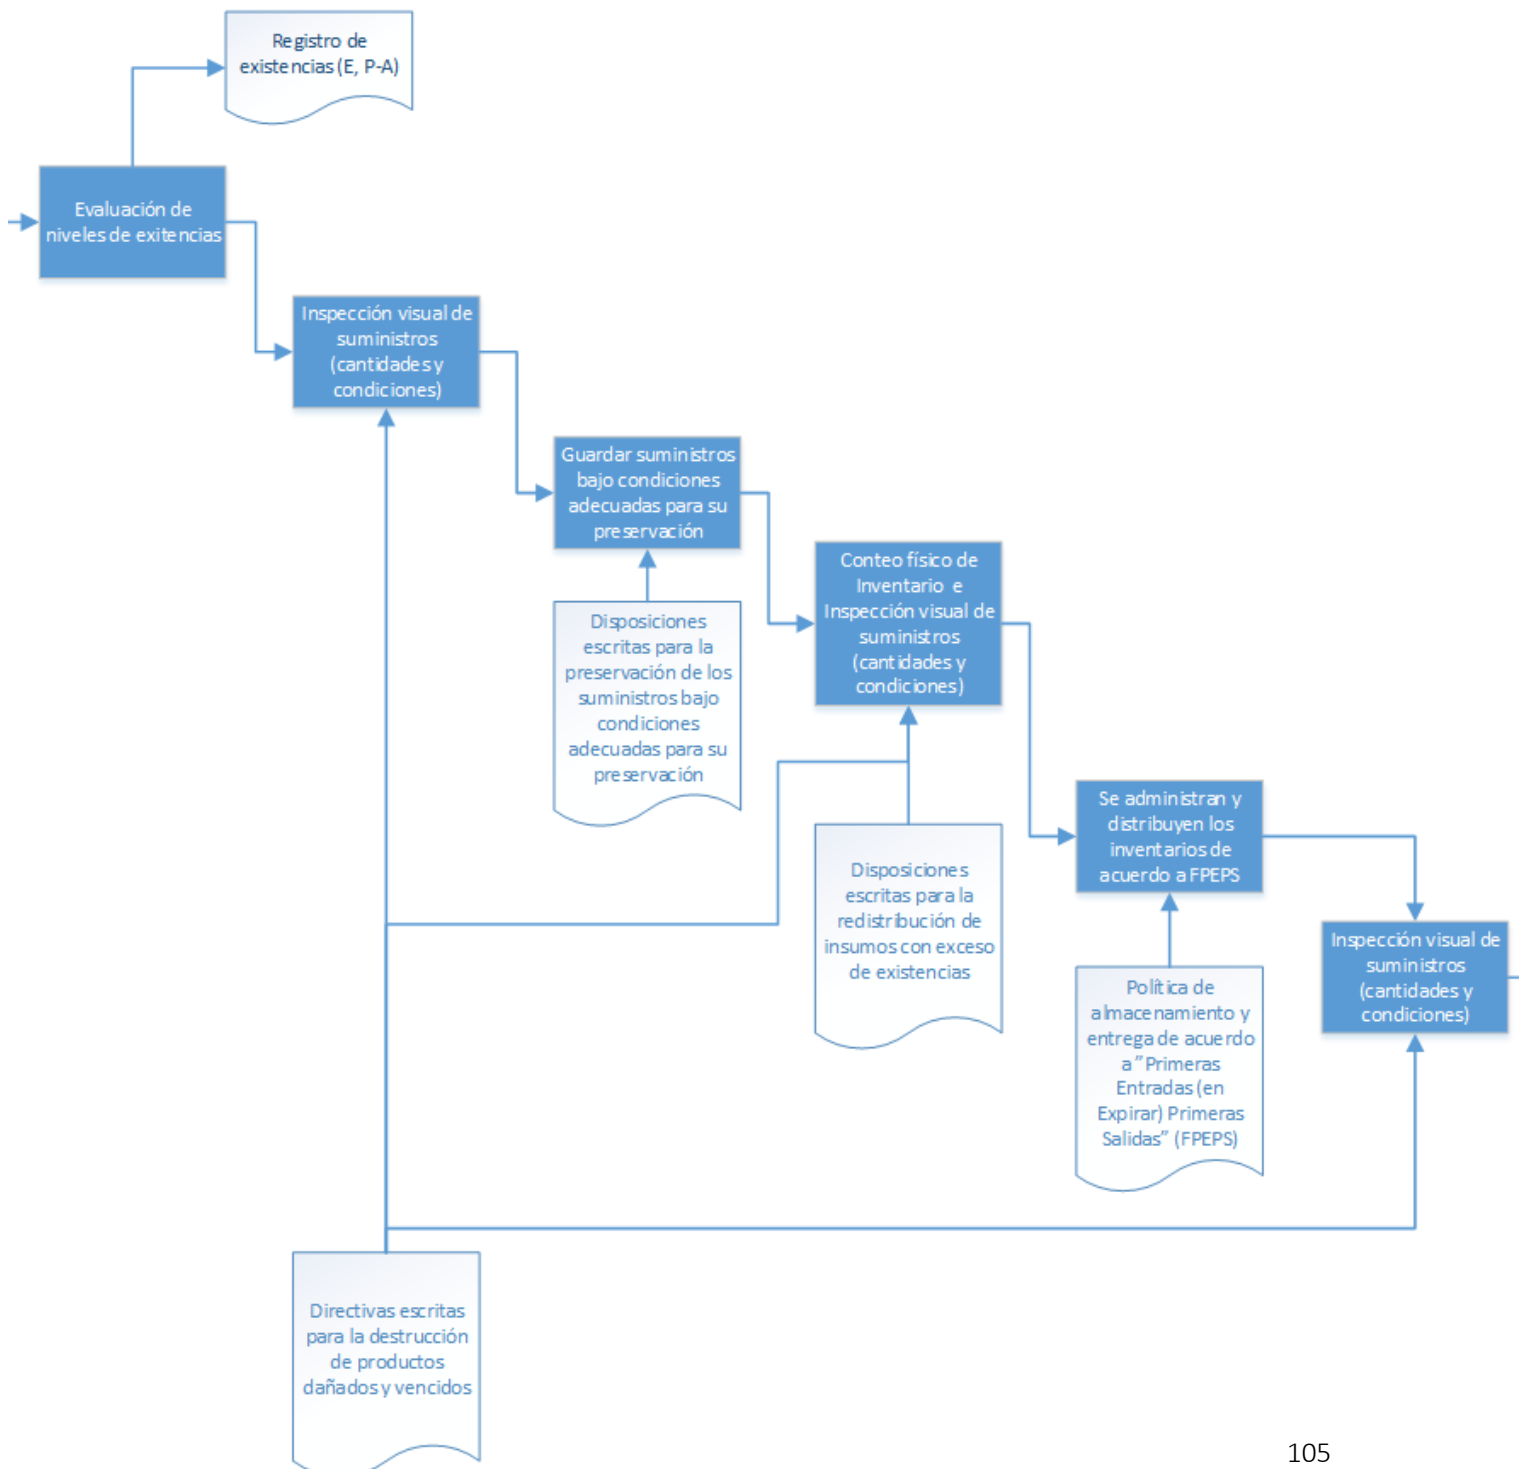 Registro de
existencias (E, P-A)
Evaluación de
niveles de exitencias
Inspección visual de
suministros
(cantidades y
condiciones)
Guardar suministros
bajo condiciones
adecuadas para su
preservación
Disposiciones
escritas para la
preservación de los
suministros bajo
condiciones
adecuadas para su
preservación
Conteo físico de
Inventario e
Inspección visual de
suministros
(cantidades y
condiciones)
Disposiciones
escritas para la
redistribución de
insumos con exceso
de existencias
Se administran y
distribuyen los
inventarios de
acuerdo a FPEPS
Política de
almacenamiento y
entrega de acuerdo
a "Primeras
Entradas (en
Expirar) Primeras
Salidas" (FPEPS)
Inspección visual de
suministros
(cantidades y
condiciones)
Directivas escritas
para la destrucción
de productos
dañados y vencidos
105